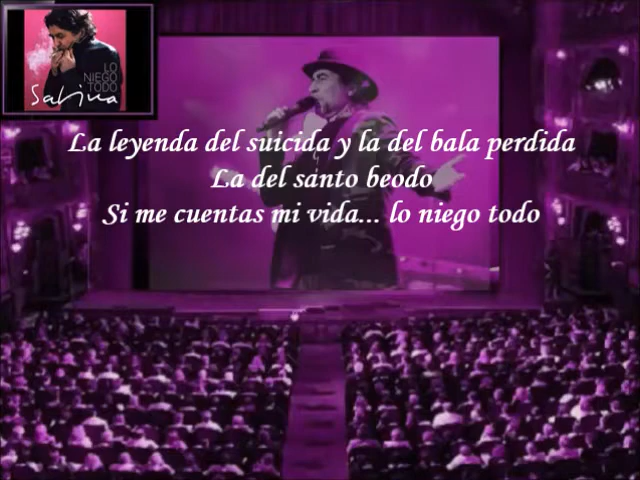 LO
NIEGO
TODO
Sabina
La leyenda del suicida y la del bala perdida
La del santo beodo
Si me cuentas mi vida... lo niego todo